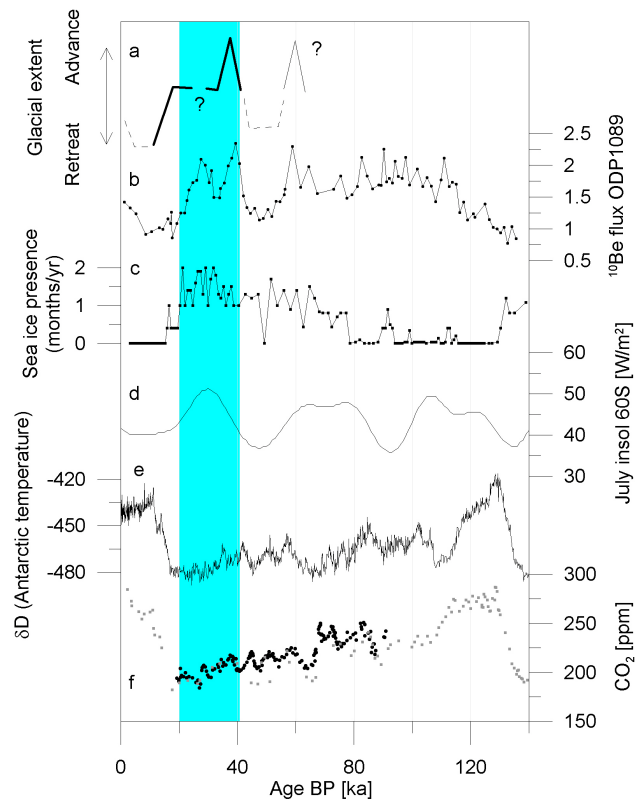 Glacial extent
Retreat Advance
a
?
?
b
2.5
2
1.5
1
0.5
¹⁰Be flux ODP1089
Sea ice presence
(months/yr)
2
1
0
c
60
50
40
30
July insol 60S [W/m²]
d
δD (Antarctic temperature)
-420
-450
-480
e
300
250
200
150
CO₂ [ppm]
f
0 40 80 120
Age BP [ka]